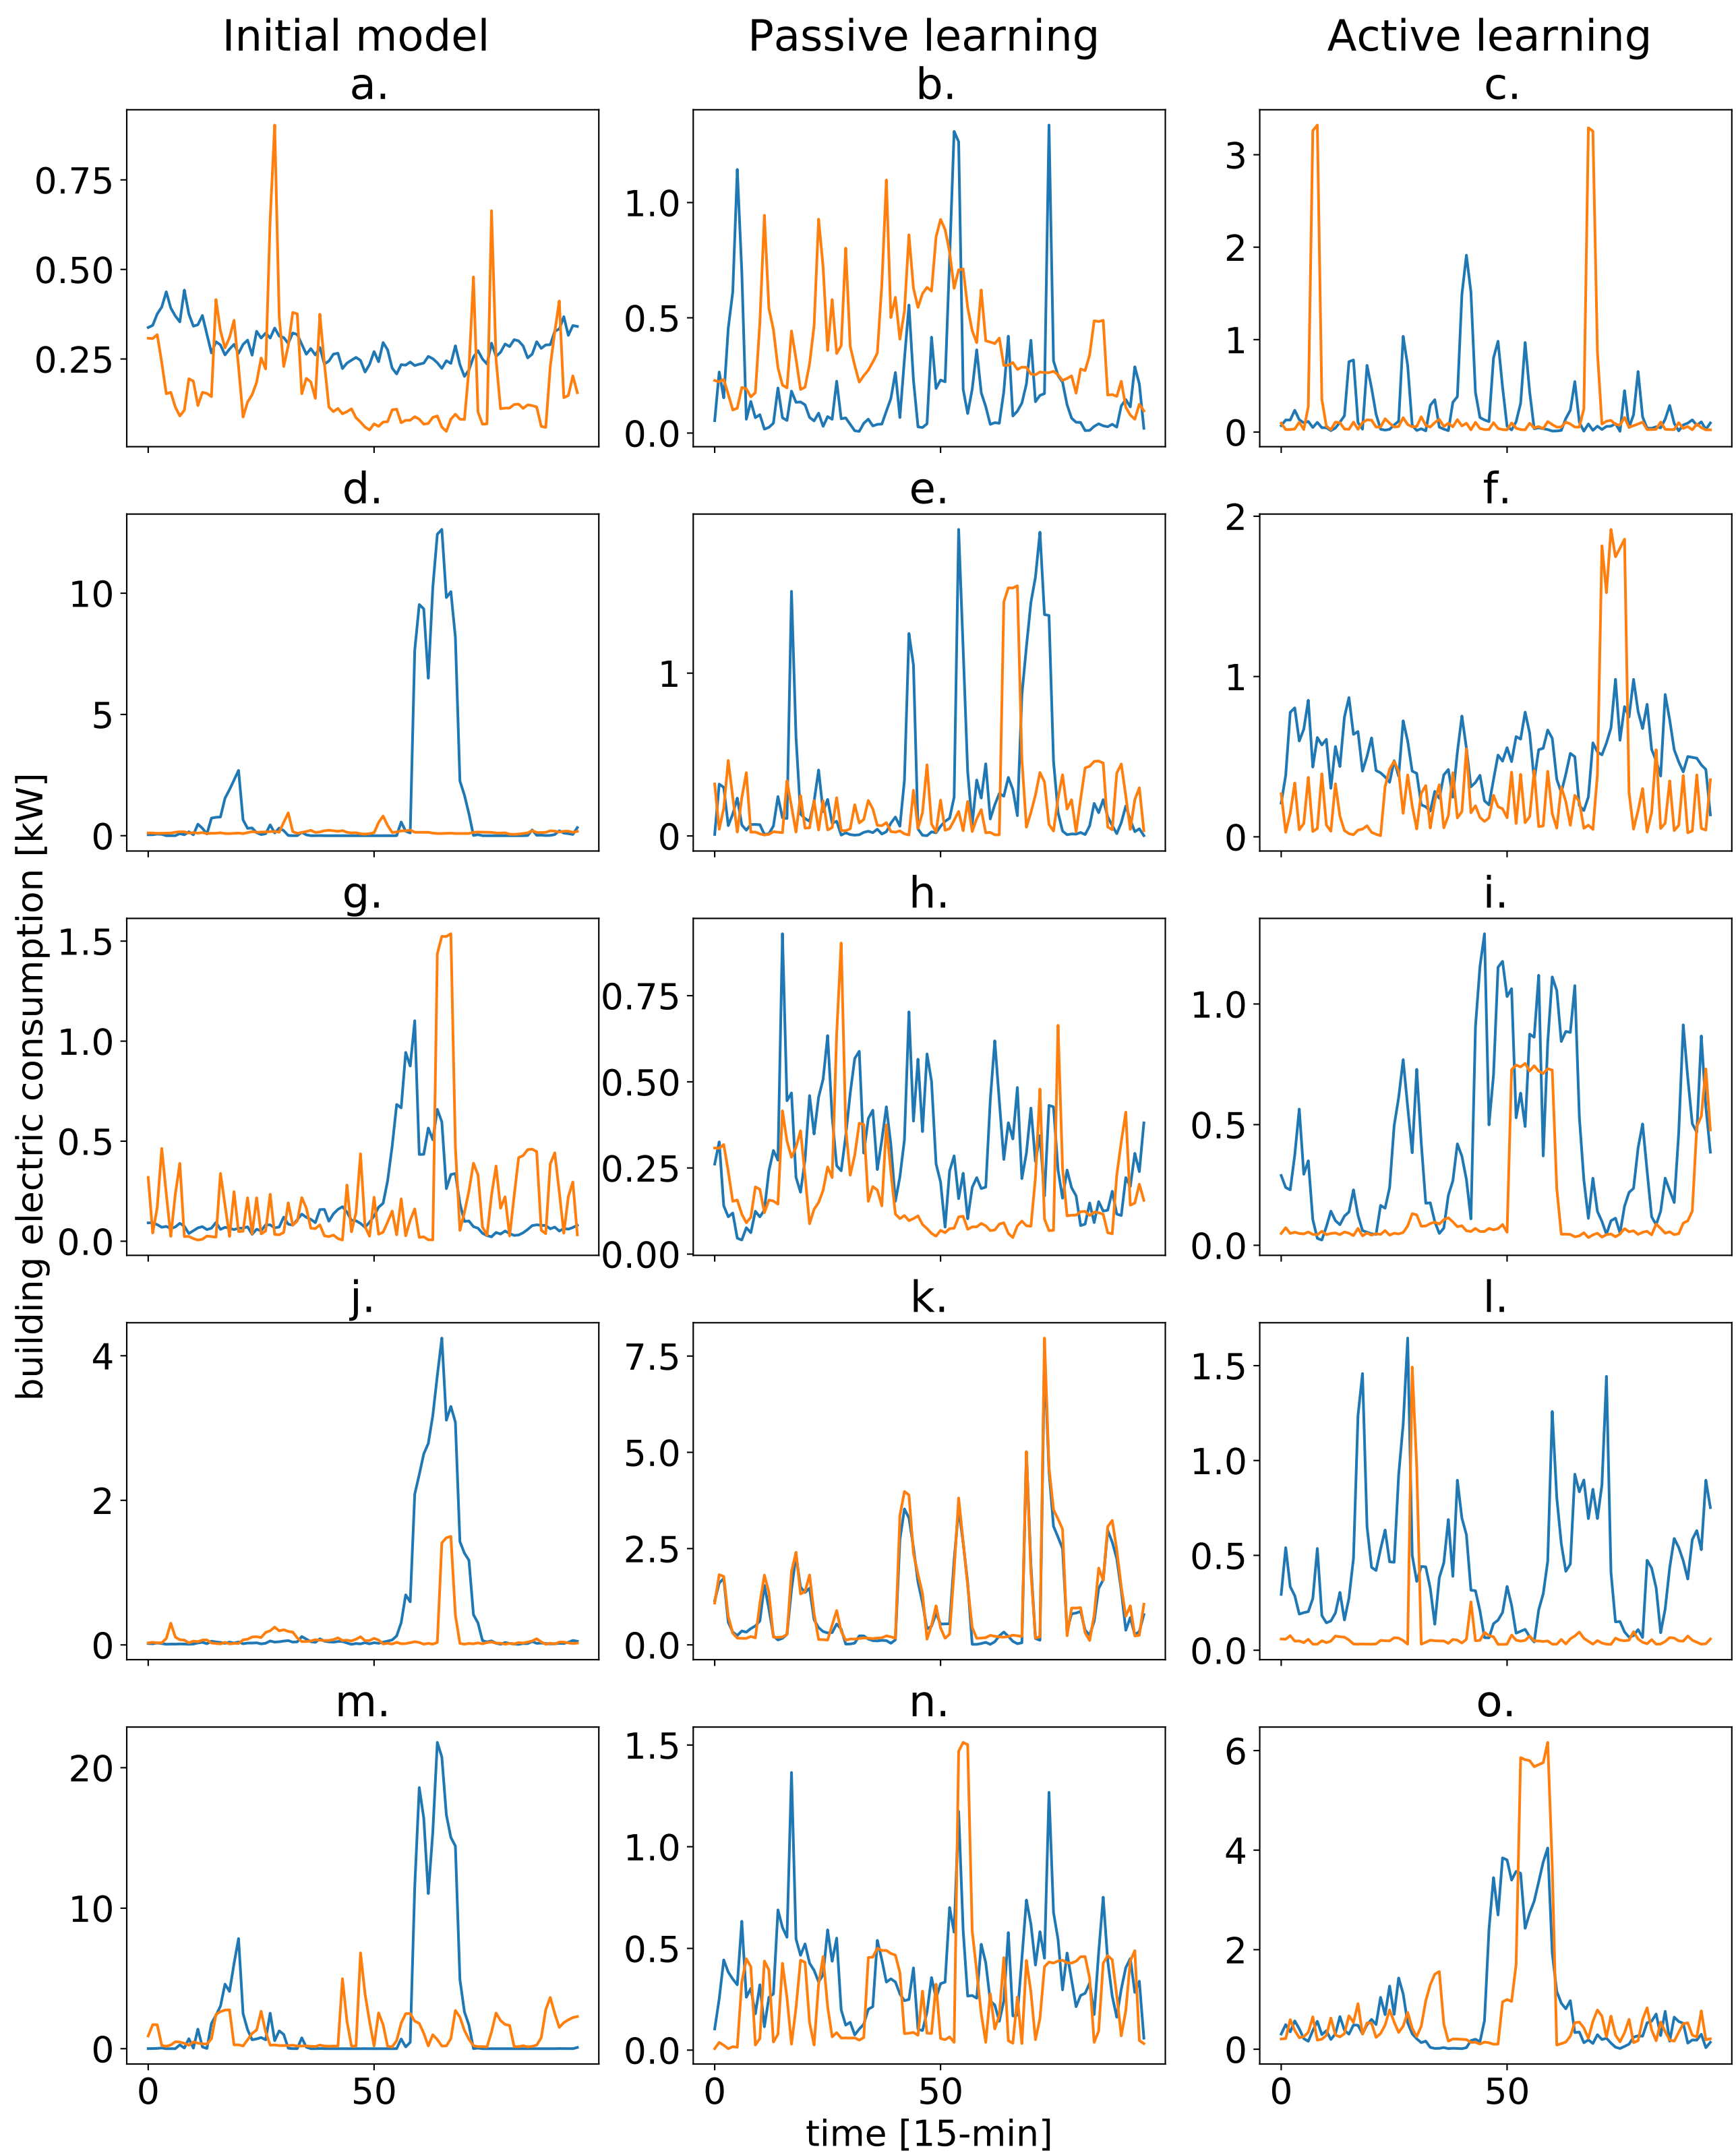 Initial model
Passive learning
Active learning
a.
b.
c.
0.75
0.50
0.25
1.0
0.5
0.0
3
2
1
0
d.
e.
f.
10
5
0
1
0
2
1
0
g.
h.
i.
1.5
1.0
0.5
0.0
0.75
0.50
0.25
0.00
1.0
0.5
0.0
j.
k.
l.
4
2
0
7.5
5.0
2.5
0.0
1.5
1.0
0.5
0.0
m.
n.
o.
20
10
0
1.5
1.0
0.5
0.0
6
4
2
0
0 50
0 50
0 50
building electric consumption [kW]
time [15-min]